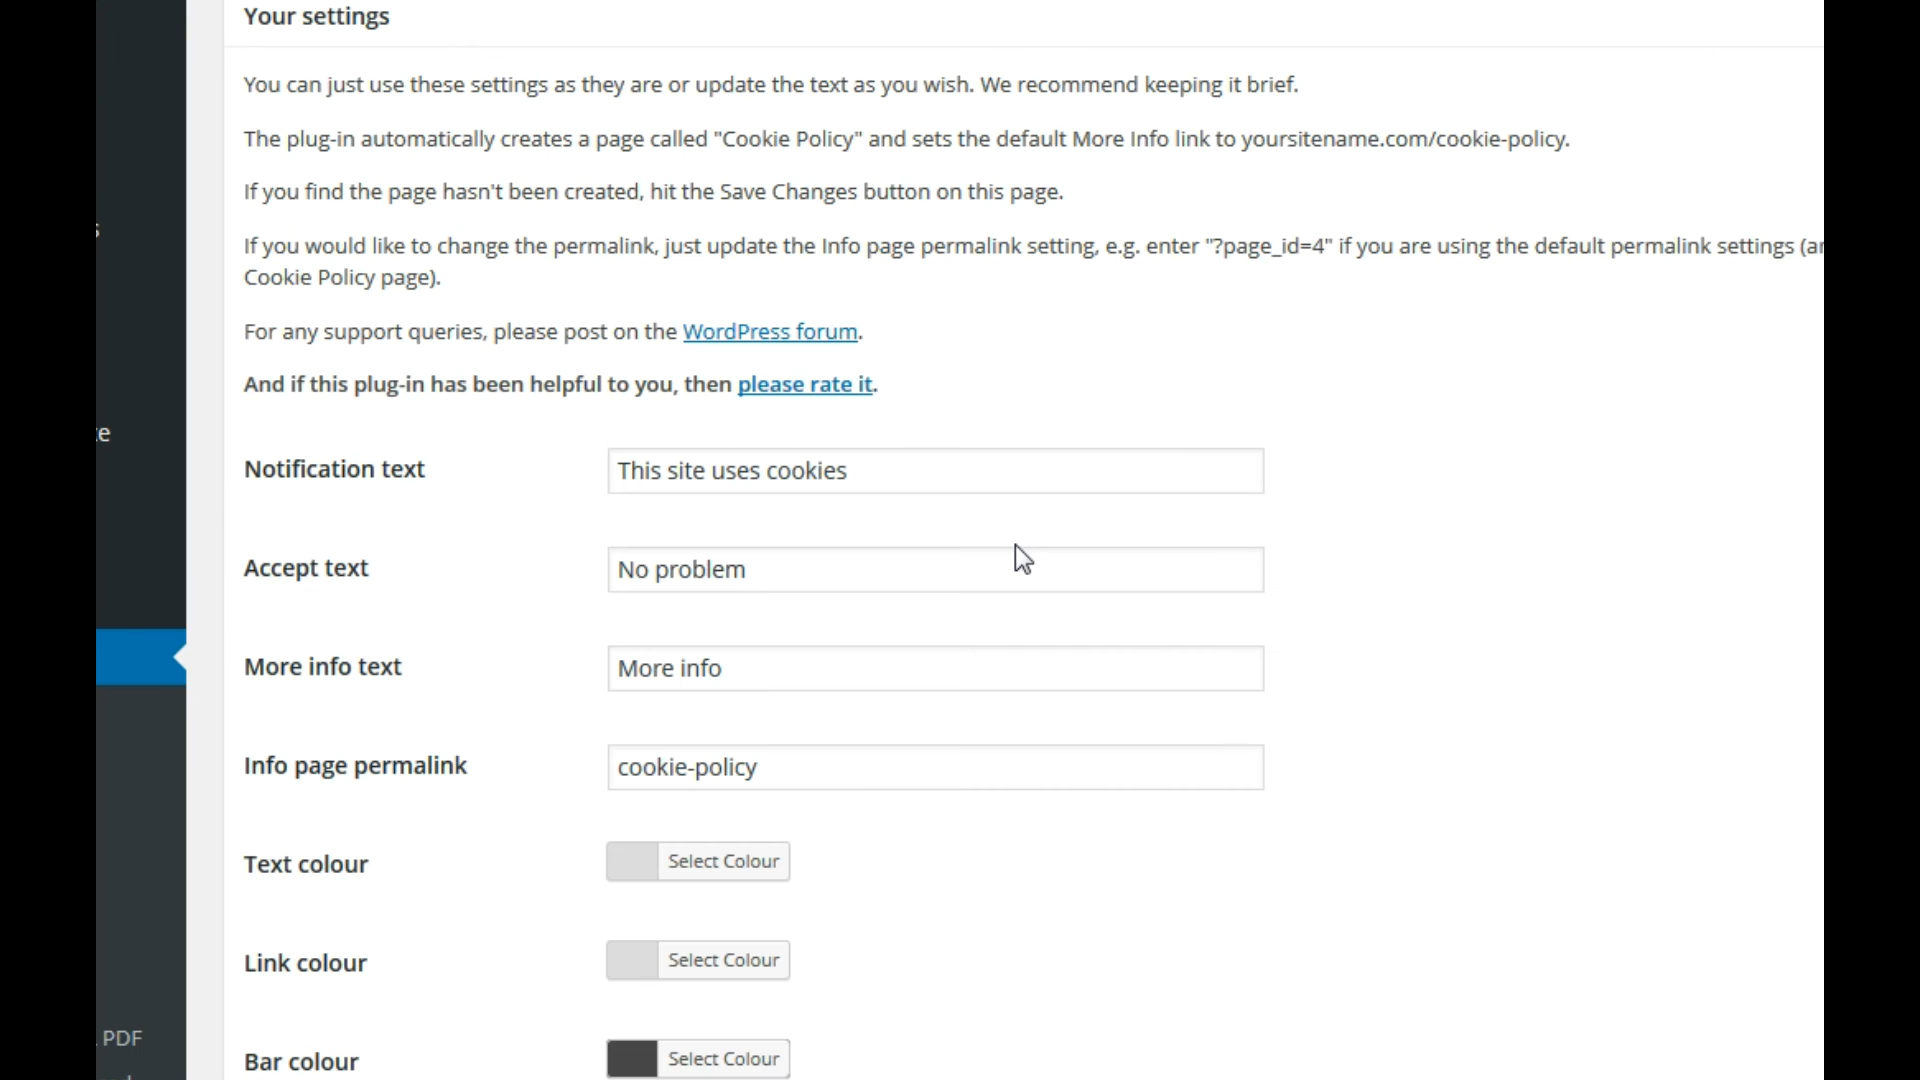 Your settings
You can just use these settings as they are or update the text as you wish. We recommend keeping it brief.
The plug-in automatically creates a page called "Cookie Policy" and sets the default More Info link to yoursitename.com/cookie-policy.
If you find the page hasn't been created, hit the Save Changes button on this page.
If you would like to change the permalink, just update the Info page permalink setting, e.g. enter "?page_id=4" if you are using the default permalink settings
Cookie Policy page).
For any support queries, please post on the WordPress forum.
And if this plug-in has been helpful to you, then please rate it.
Notification text
This site uses cookies
Accept text
No problem
More info text
More info
Info page permalink
cookie-policy
Text colour
Select Colour
Link colour
Select Colour
PDF
Bar colour
Select Colour